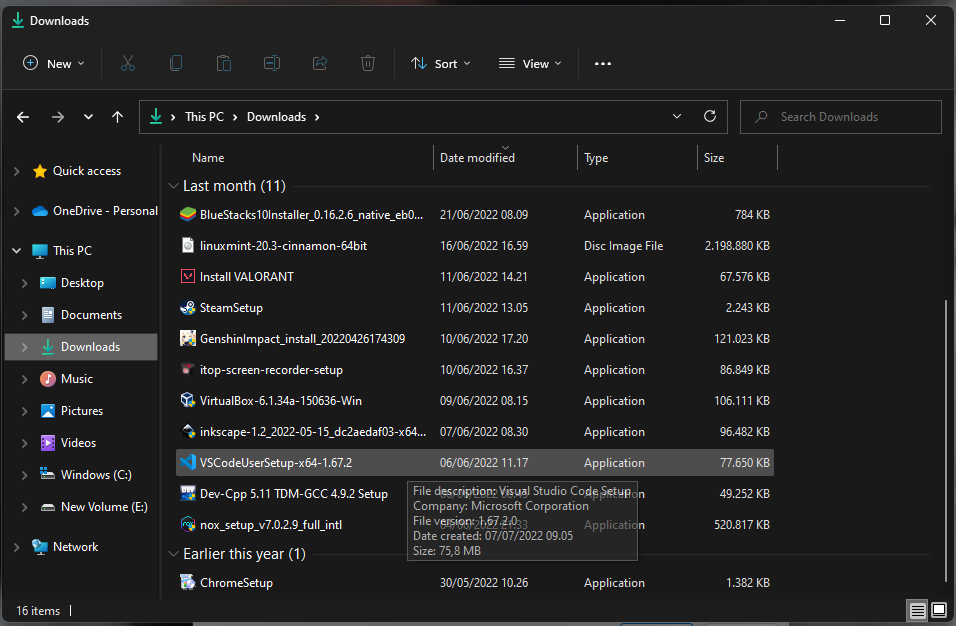 Downloads
New
Sort
View
This PC > Downloads >
Search Downloads
Name Date modified Type Size
Quick access
OneDrive - Personal
This PC
Desktop
Documents
Downloads
Music
Pictures
Videos
Windows (C:)
New Volume (E:)
Network
Last month (11)
BlueStacks10Installer_0.16.2.6_native_eb0... 21/06/2022 08.09 Application 784 KB
linuxmint-20.3-cinnamon-64bit 16/06/2022 16.59 Disc Image File 2.198.880 KB
Install VALORANT 11/06/2022 14.21 Application 67.576 KB
SteamSetup 11/06/2022 13.05 Application 2.243 KB
GenshinImpact_install_20220426174309 10/06/2022 17.20 Application 121.023 KB
itop-screen-recorder-setup 10/06/2022 16.37 Application 86.849 KB
VirtualBox-6.1.34a-150636-Win 09/06/2022 08.15 Application 106.111 KB
inkscape-1.2_2022-05-15_dc2aedaf03-x64... 07/06/2022 08.30 Application 96.482 KB
VSCodeUserSetup-x64-1.67.2 06/06/2022 11.17 Application 77.650 KB
Dev-Cpp 5.11 TDM-GCC 4.9.2 Setup Application 49.252 KB
nox_setup_v7.0.2.9_full_intl Application 520.817 KB
File description: Visual Studio Code Setup
Company: Microsoft Corporation
File version: 1.67.2.0
Date created: 07/07/2022 09.05
Size: 75,8 MB
Earlier this year (1)
ChromeSetup 30/05/2022 10.26 Application 1.382 KB
16 items